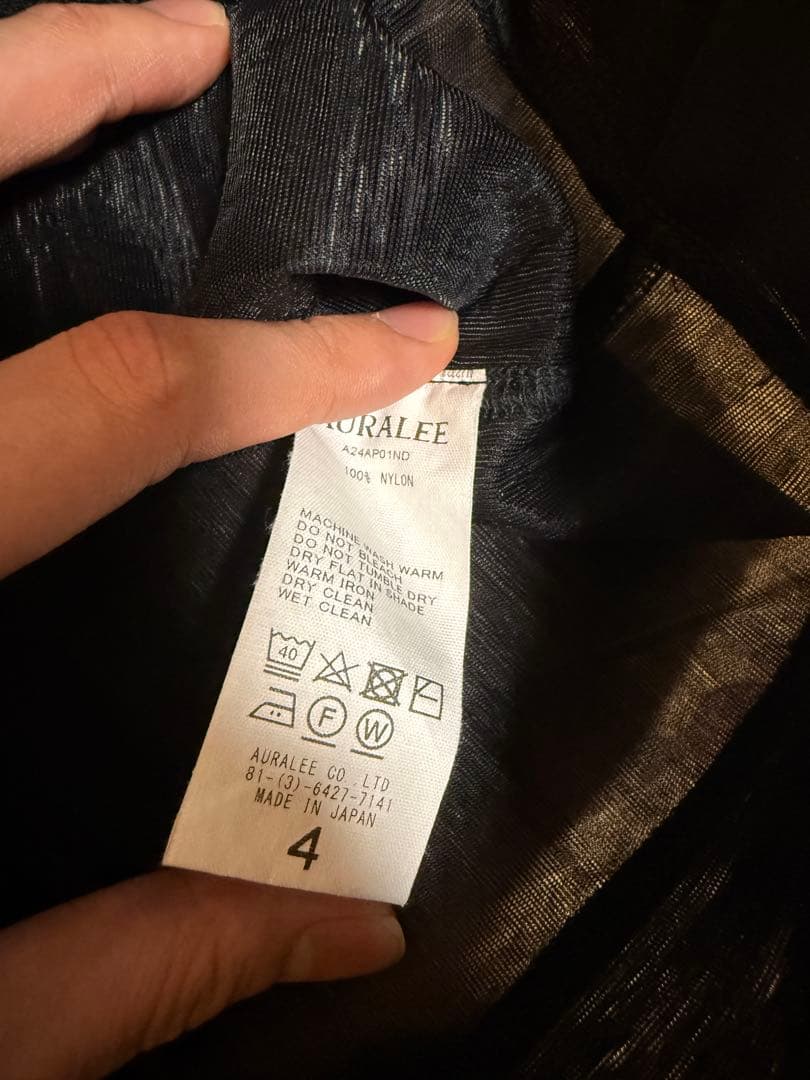 AURALEE
A24AP01ND
100% NYLON
MACHINE WASH WARM
DO NOT BLEACH
DO NOT TUMBLE DRY
DRY FLAT IN SHADE
WARM IRON
DRY CLEAN
WET CLEAN
40
F W
AURALEE CO.,LTD
81-(3)-6427-7141
MADE IN JAPAN
4